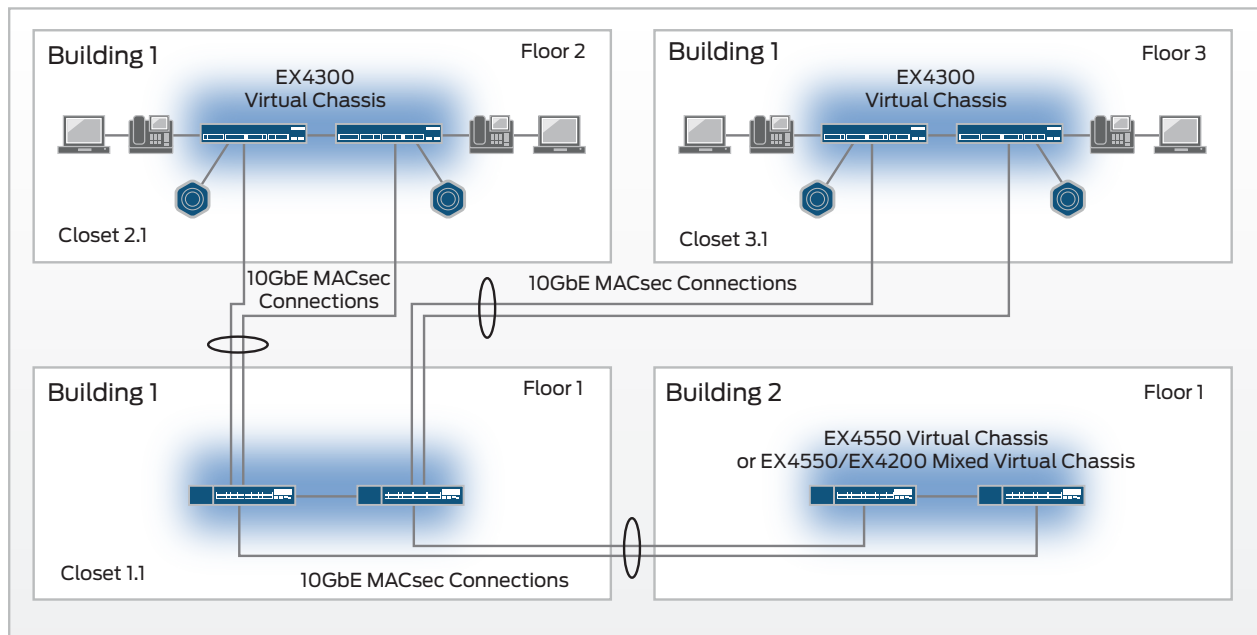 Building 1
Floor 2
EX4300
Virtual Chassis
Closet 2.1
Building 1
Floor 3
EX4300
Virtual Chassis
Closet 3.1
10GbE MACsec
Connections
10GbE MACsec Connections
Building 1
Floor 1
Closet 1.1
10GbE MACsec Connections
Building 2
Floor 1
EX4550 Virtual Chassis
or EX4550/EX4200 Mixed Virtual Chassis